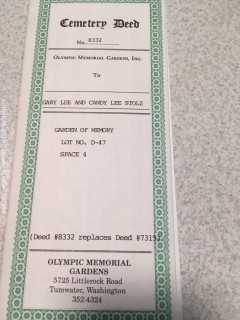 Cemetery Deed
No. 8332
OLYMPIC MEMORIAL GARDENS, INC.
TO
GARY LEE AND CANDY LEE STOLZ
GARDEN OF MEMORY
LOT NO. D-47
SPACE 4
(Deed #8332 replaces Deed #7315)
OLYMPIC MEMORIAL
GARDENS
5725 Littlerock Road
Tumwater, Washington
352-4324